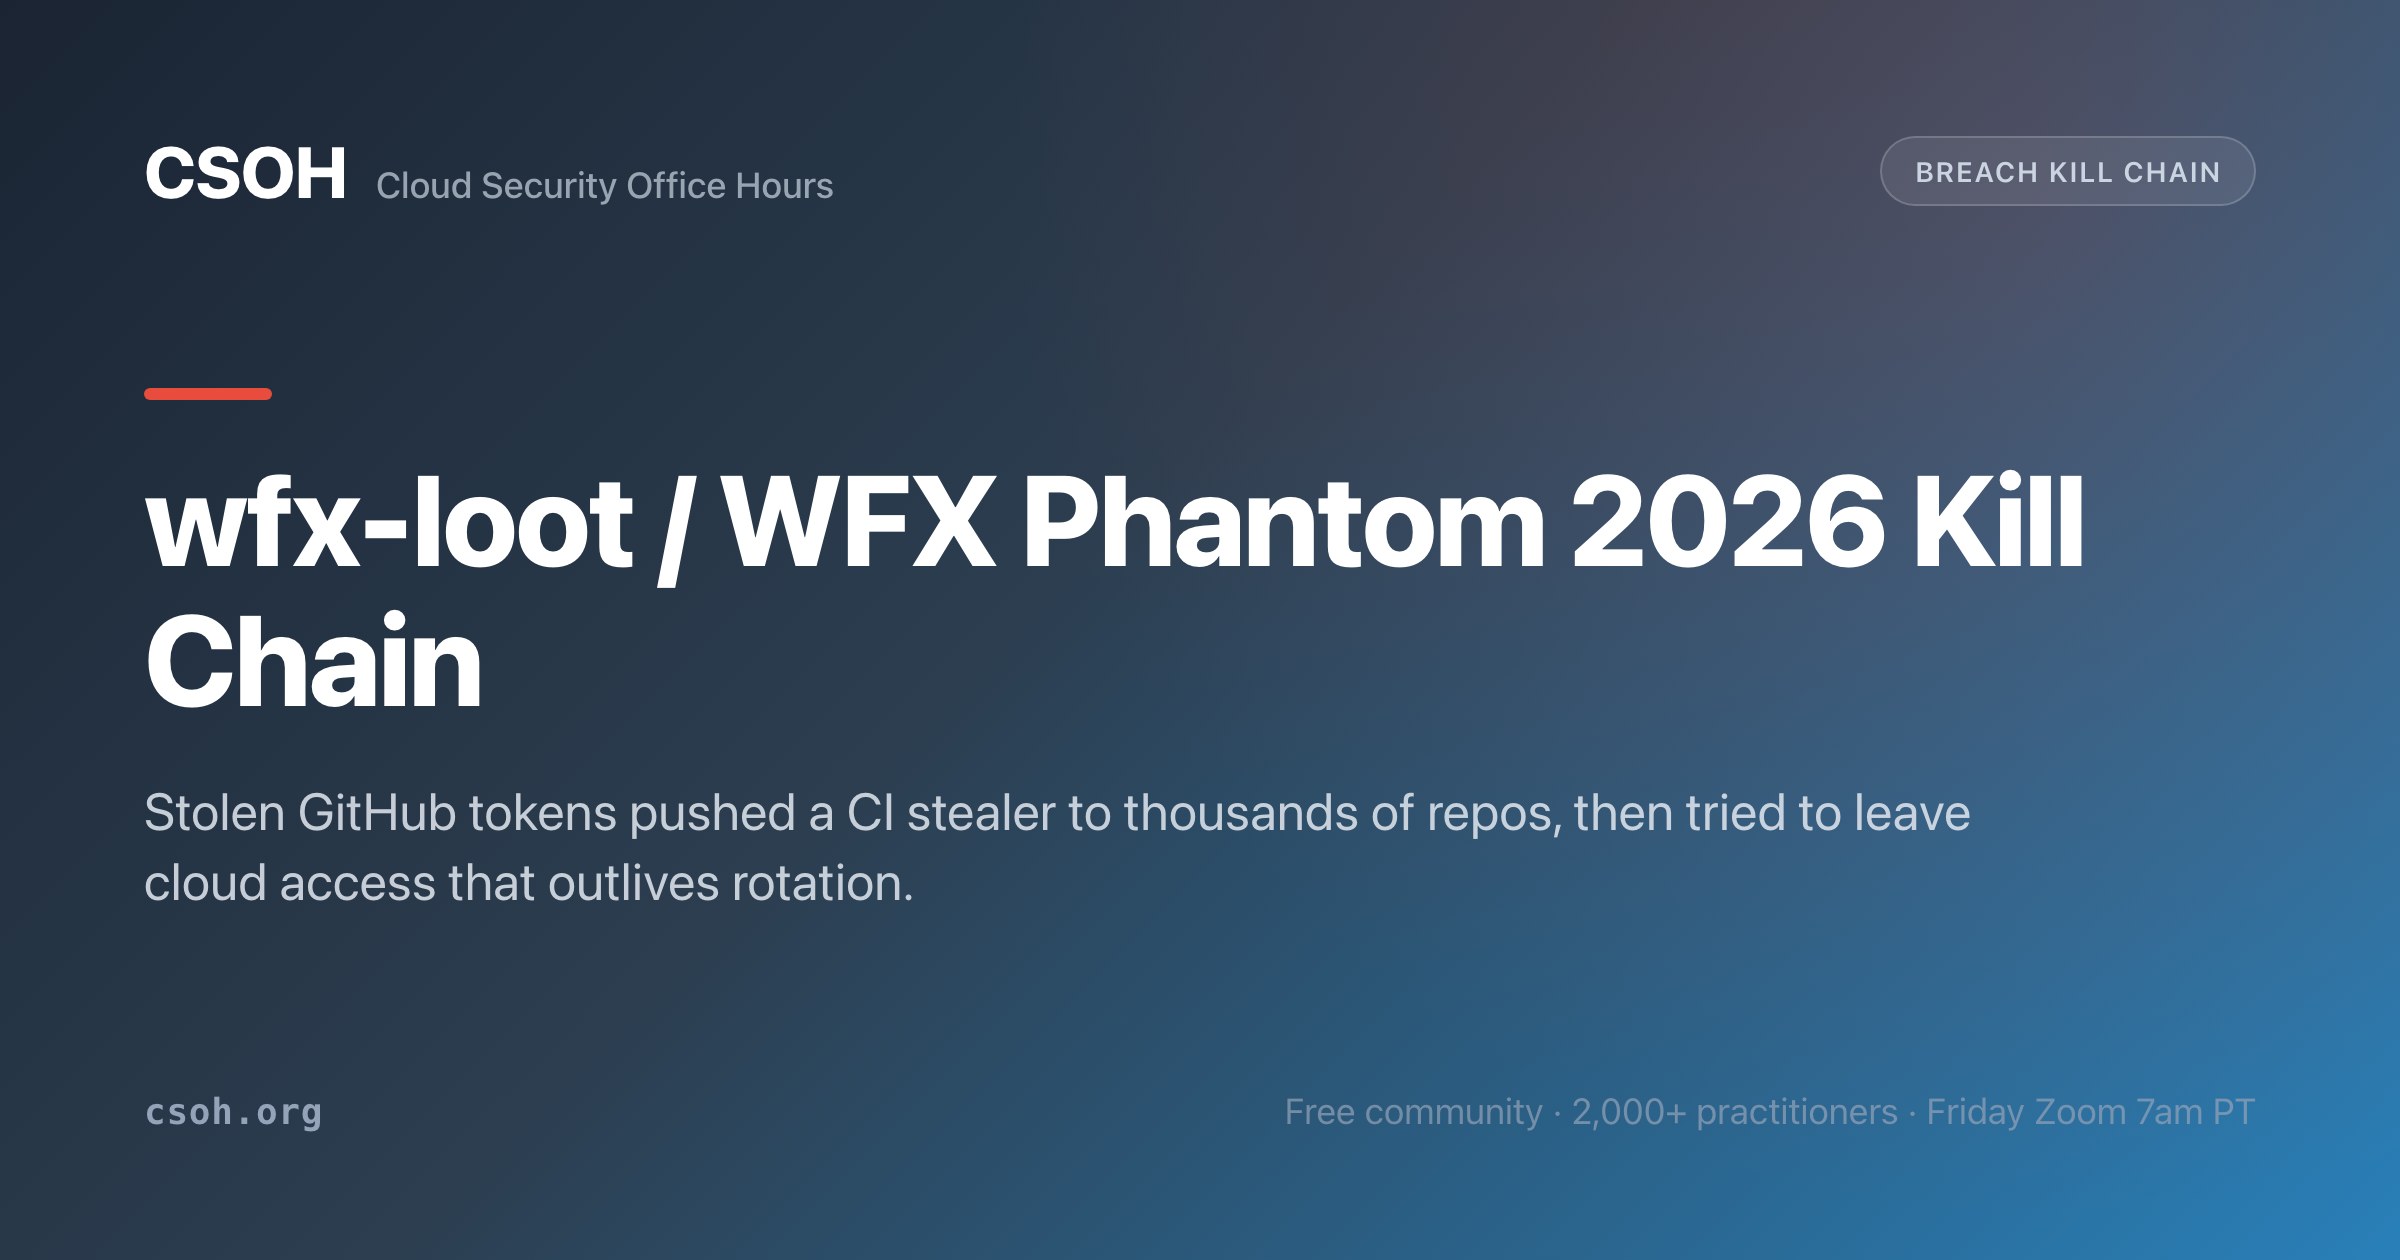 CSOH Cloud Security Office Hours
BREACH KILL CHAIN
wfx-loot / WFX Phantom 2026 Kill
Chain
Stolen GitHub tokens pushed a CI stealer to thousands of repos, then tried to leave
cloud access that outlives rotation.
csoh.org
Free community · 2,000+ practitioners · Friday Zoom 7am PT